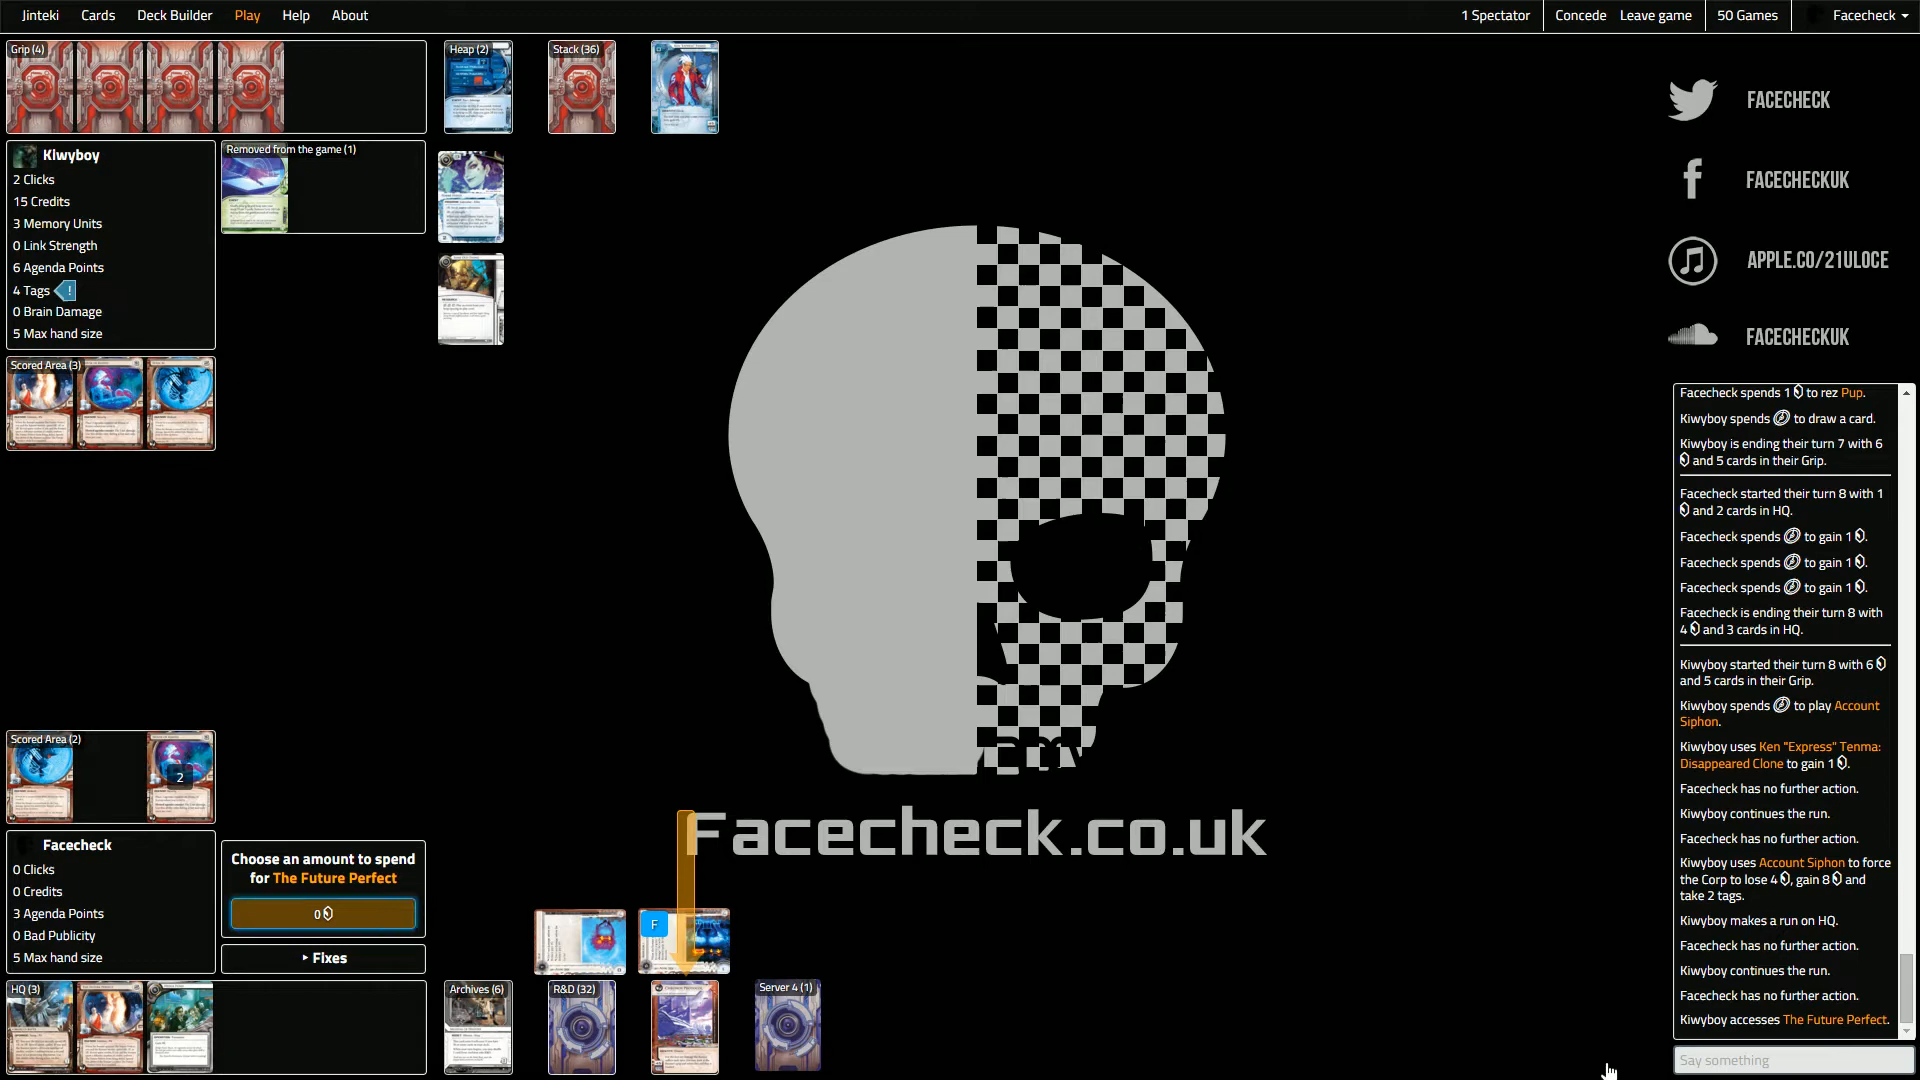 Jinteki Cards Deck Builder Play Help About
1 Spectator Concede Leave game 50 Games Facecheck
Grip (4)
Heap (2)
Stack (36)
Kiwyboy
2 Clicks
15 Credits
3 Memory Units
0 Link Strength
6 Agenda Points
4 Tags !
0 Brain Damage
5 Max hand size
Removed from the game (1)
Scored Area (3)
Scored Area (2)
2
Facecheck
0 Clicks
0 Credits
3 Agenda Points
0 Bad Publicity
5 Max hand size
Choose an amount to spend
for The Future Perfect
0
Fixes
HQ (3)
Archives (6)
R&D (32)
Server 4 (1)
F
Facecheck.co.uk
FACECHECK
FACECHECKUK
APPLE.CO/21ULOCE
FACECHECKUK
Facecheck spends 1 to rez Pup.
Kiwyboy spends to draw a card.
Kiwyboy is ending their turn 7 with 6
and 5 cards in their Grip.
Facecheck started their turn 8 with 1
and 2 cards in HQ.
Facecheck spends to gain 1 .
Facecheck spends to gain 1 .
Facecheck spends to gain 1 .
Facecheck is ending their turn 8 with
4 and 3 cards in HQ.
Kiwyboy started their turn 8 with 6
and 5 cards in their Grip.
Kiwyboy spends to play Account
Siphon.
Kiwyboy uses Ken "Express" Tenma:
Disappeared Clone to gain 1 .
Facecheck has no further action.
Kiwyboy continues the run.
Facecheck has no further action.
Kiwyboy uses Account Siphon to force
the Corp to lose 4 , gain 8 and
take 2 tags.
Kiwyboy makes a run on HQ.
Facecheck has no further action.
Kiwyboy continues the run.
Facecheck has no further action.
Kiwyboy accesses The Future Perfect.
Say something